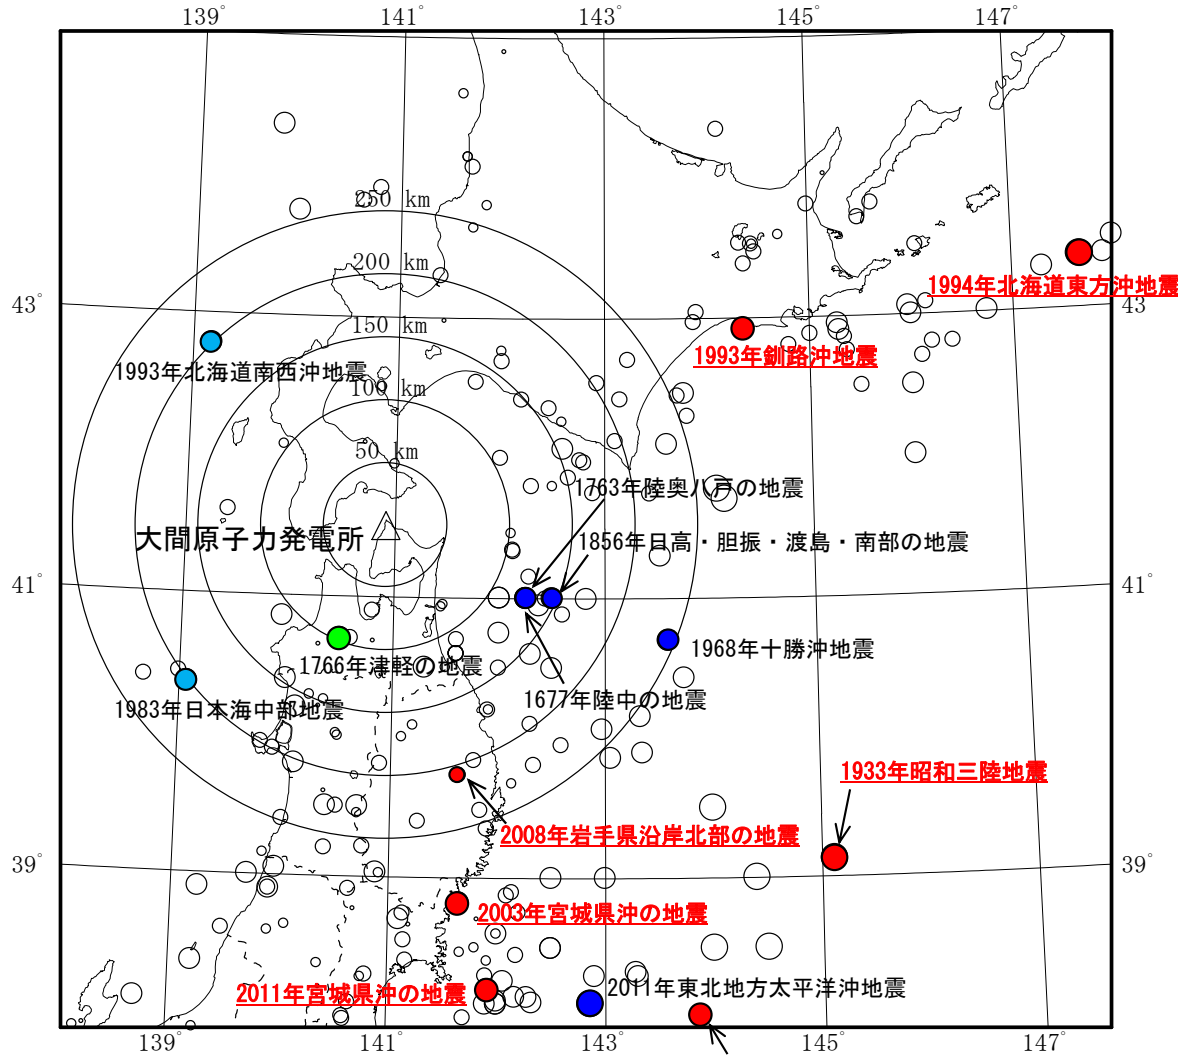 139° 141° 143° 145° 147°
250 km
200 km
43° 43°
1994年北海道東方沖地震
150 km
1993年釧路沖地震
1993年北海道南西沖地震
100 km
50 km
1763年陸奥八戸の地震
大間原子力発電所
1856年日高・胆振・渡島・南部の地震
41° 41°
1968年十勝沖地震
1766年津軽の地震
1677年陸中の地震
1983年日本海中部地震
1933年昭和三陸地震
2008年岩手県沿岸北部の地震
39° 39°
2003年宮城県沖の地震
2011年東北地方太平洋沖地震
2011年宮城県沖の地震
139° 141° 143° 145° 147°